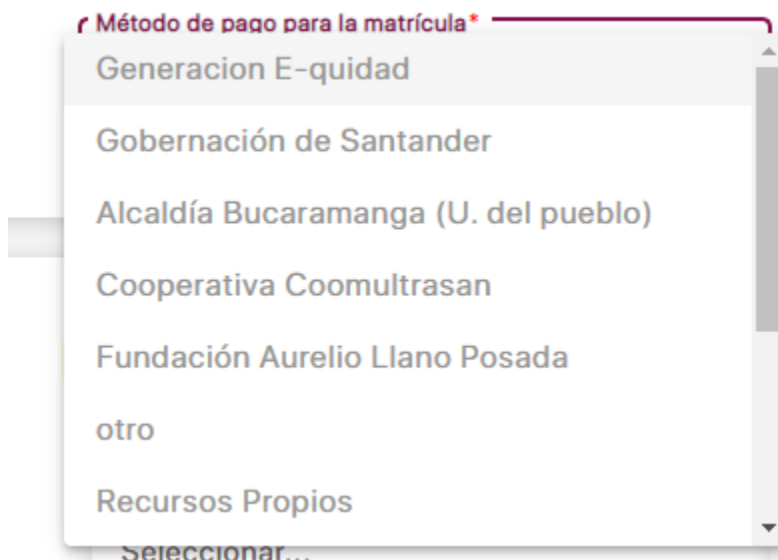 Método de pago para la matrícula*
Generacion E-quidad
Gobernación de Santander
Alcaldía Bucaramanga (U. del pueblo)
Cooperativa Coomultrasan
Fundación Aurelio Llano Posada
otro
Recursos Propios
Seleccionar...